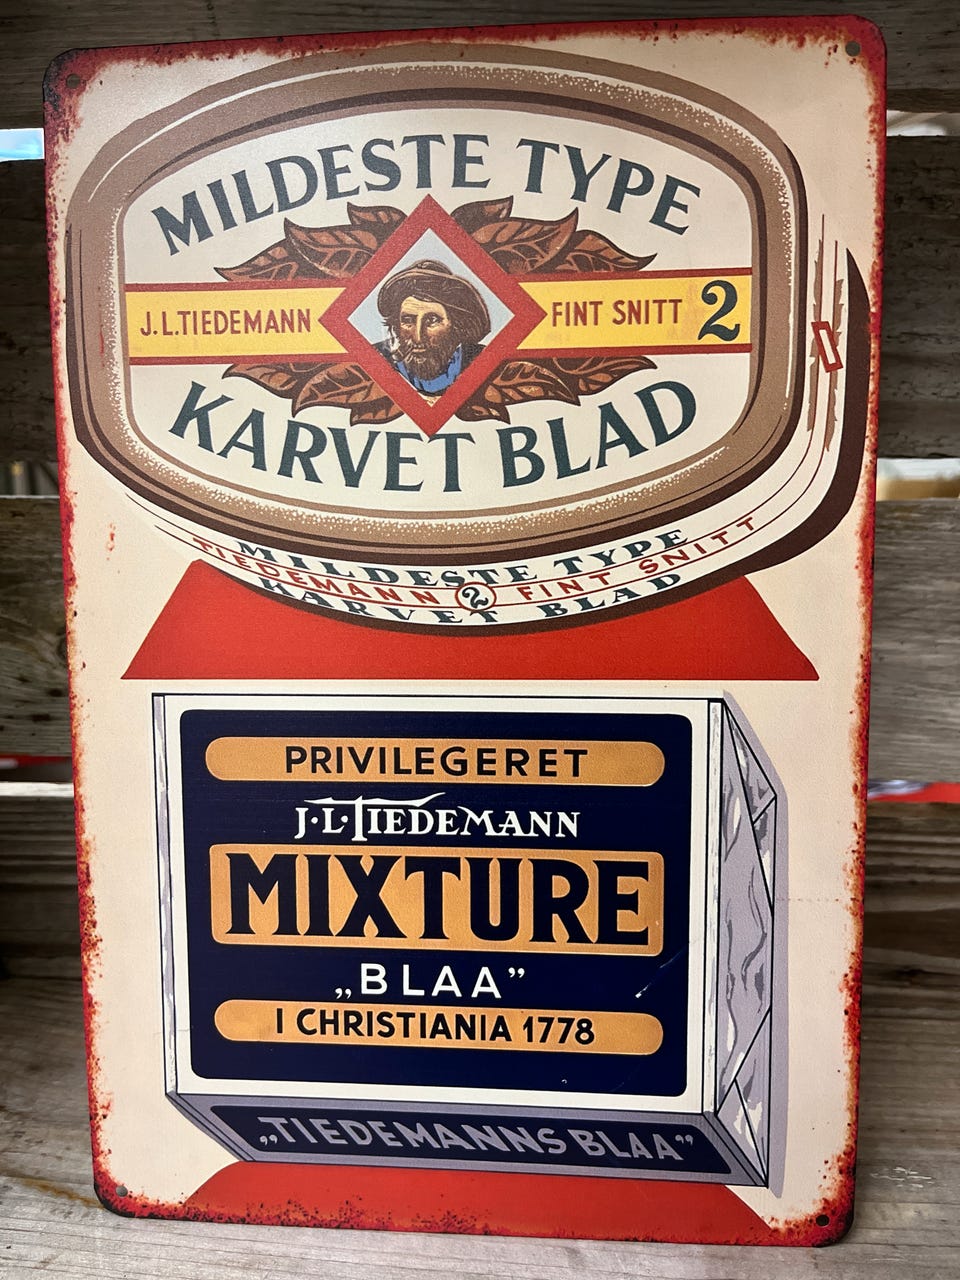 MILDESTE TYPE
J.L.TIEDEMANN FINT SNITT 2
KARVET BLAD
MILDESTE TYPE
TIEDEMANN 2 FINT SNITT
KARVET BLAD
PRIVILEGERET
J·L·TIEDEMANN
MIXTURE
„BLAA”
I CHRISTIANIA 1778
„TIEDEMANNS BLAA”